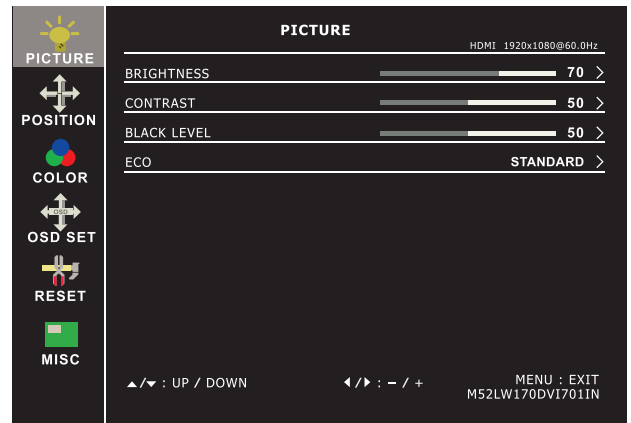 PICTURE
POSITION
COLOR
OSD
OSD SET
RESET
MISC
PICTURE
HDMI 1920x1080@60.0Hz
BRIGHTNESS 70 >
CONTRAST 50 >
BLACK LEVEL 50 >
ECO STANDARD >
▲/▼ : UP / DOWN ◀/▶ : – / + MENU : EXIT
M52LW170DVI701IN